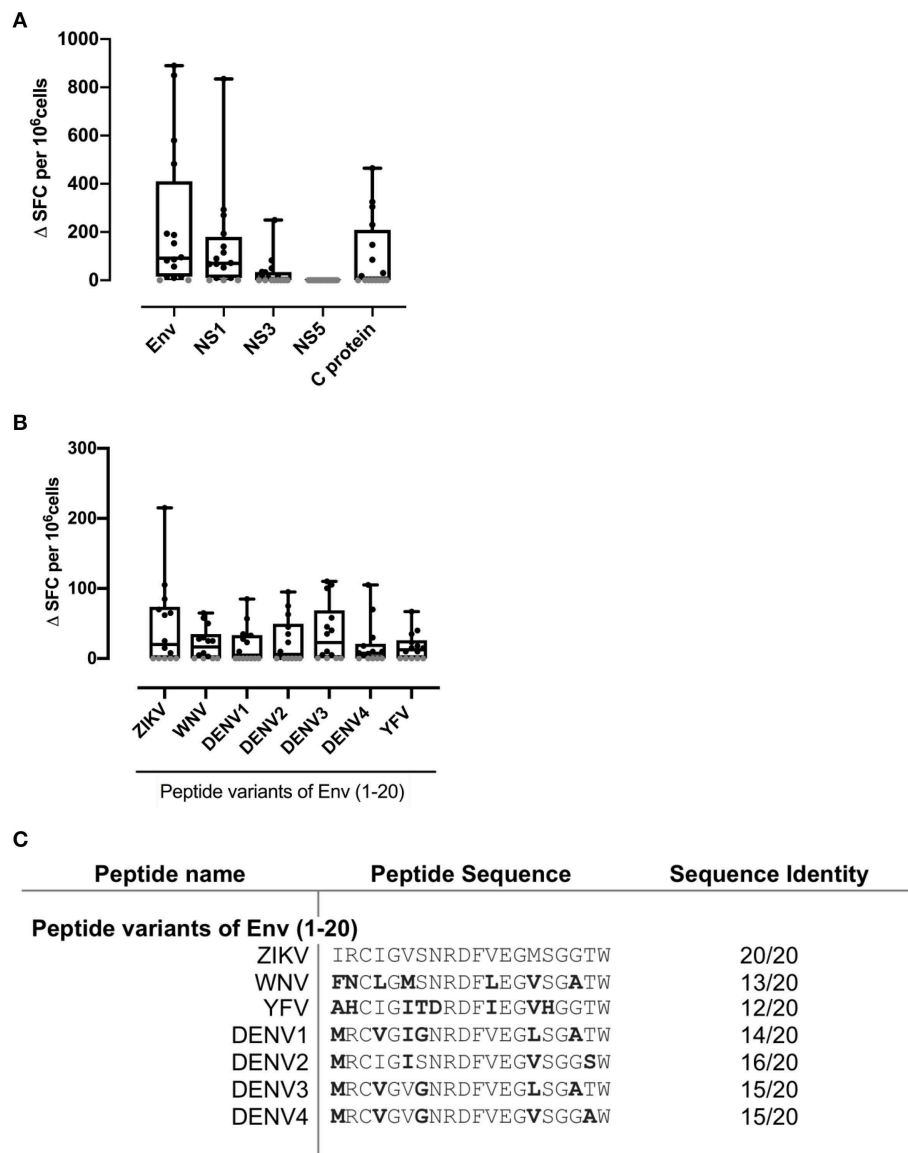 A
Δ SFC per 10⁶cells
1000
800
600
400
200
0
Env
NS1
NS3
NS5
C protein
B
Δ SFC per 10⁶cells
300
200
100
0
ZIKV
WNV
DENV1
DENV2
DENV3
DENV4
YFV
Peptide variants of Env (1-20)
C
Peptide name Peptide Sequence Sequence Identity
Peptide variants of Env (1-20)
ZIKV IRCIGVSNRDFVEGMSGGTW 20/20
WNV FNCLGMSNRDFLEGVSGATW 13/20
YFV AHCIGITDRDFIEGVHGGTW 12/20
DENV1 MRCVGIGNRDFVEGLSGATW 14/20
DENV2 MRCIGISNRDFVEGVSGGSW 16/20
DENV3 MRCVGVGNRDFVEGLSGATW 15/20
DENV4 MRCVGVGNRDFVEGVSGGAW 15/20